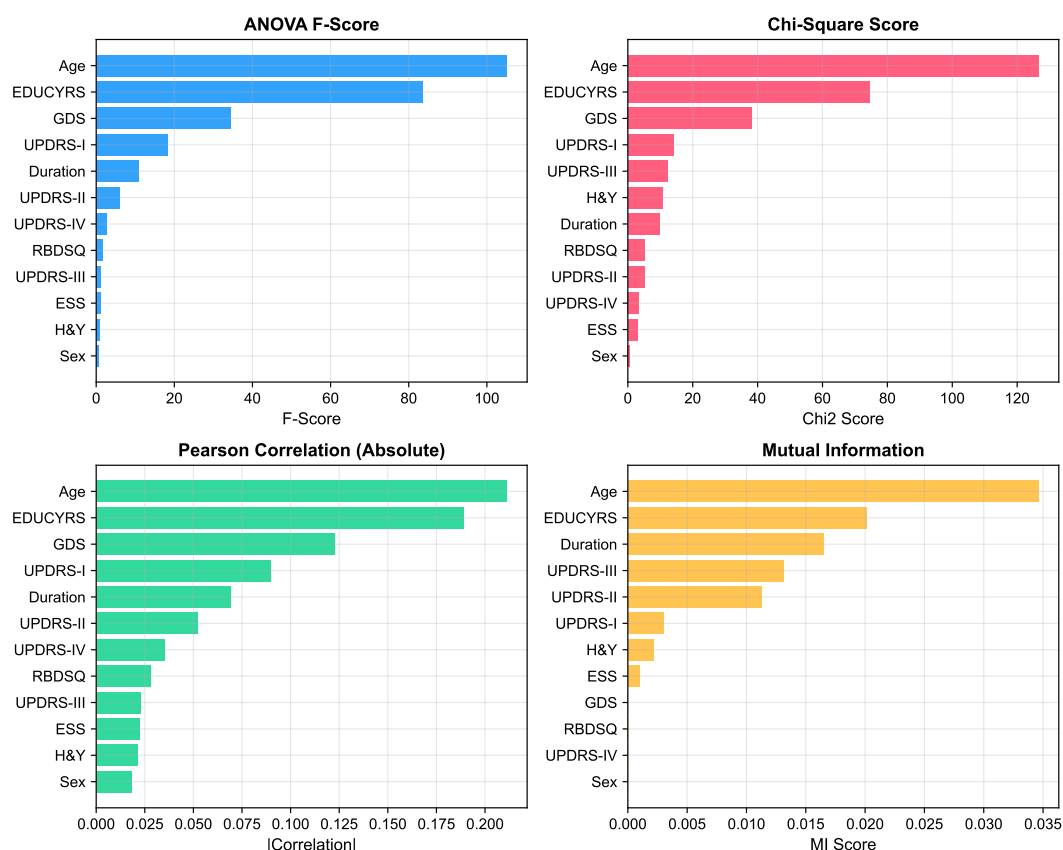 ANOVA F-Score
Age
EDUCYRS
GDS
UPDRS-I
Duration
UPDRS-II
UPDRS-IV
RBDSQ
UPDRS-III
ESS
H&Y
Sex
0 20 40 60 80 100
F-Score
Chi-Square Score
Age
EDUCYRS
GDS
UPDRS-I
UPDRS-III
H&Y
Duration
RBDSQ
UPDRS-II
UPDRS-IV
ESS
Sex
0 20 40 60 80 100 120
Chi2 Score
Pearson Correlation (Absolute)
Age
EDUCYRS
GDS
UPDRS-I
Duration
UPDRS-II
UPDRS-IV
RBDSQ
UPDRS-III
ESS
H&Y
Sex
0.000 0.025 0.050 0.075 0.100 0.125 0.150 0.175 0.200
|Correlation|
Mutual Information
Age
EDUCYRS
Duration
UPDRS-III
UPDRS-II
UPDRS-I
H&Y
ESS
GDS
RBDSQ
UPDRS-IV
Sex
0.000 0.005 0.010 0.015 0.020 0.025 0.030 0.035
MI Score